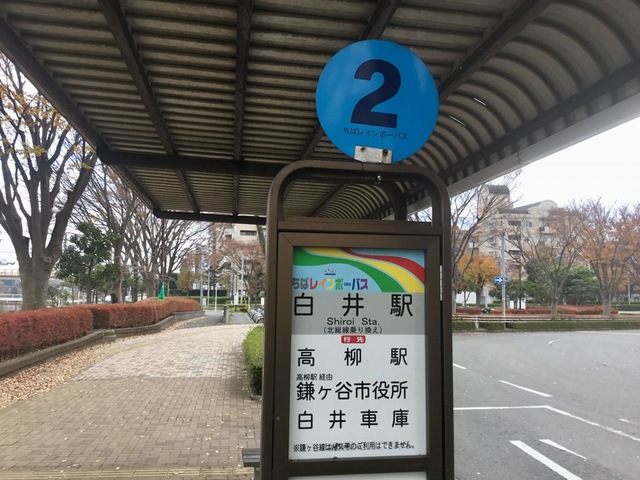 2
ちばレインボーバス
ちばレインボーバス
白井駅
Shiroi Sta.
(北総線乗り換え)
行先
高柳駅
高柳駅 経由
鎌ヶ谷市役所
白井車庫